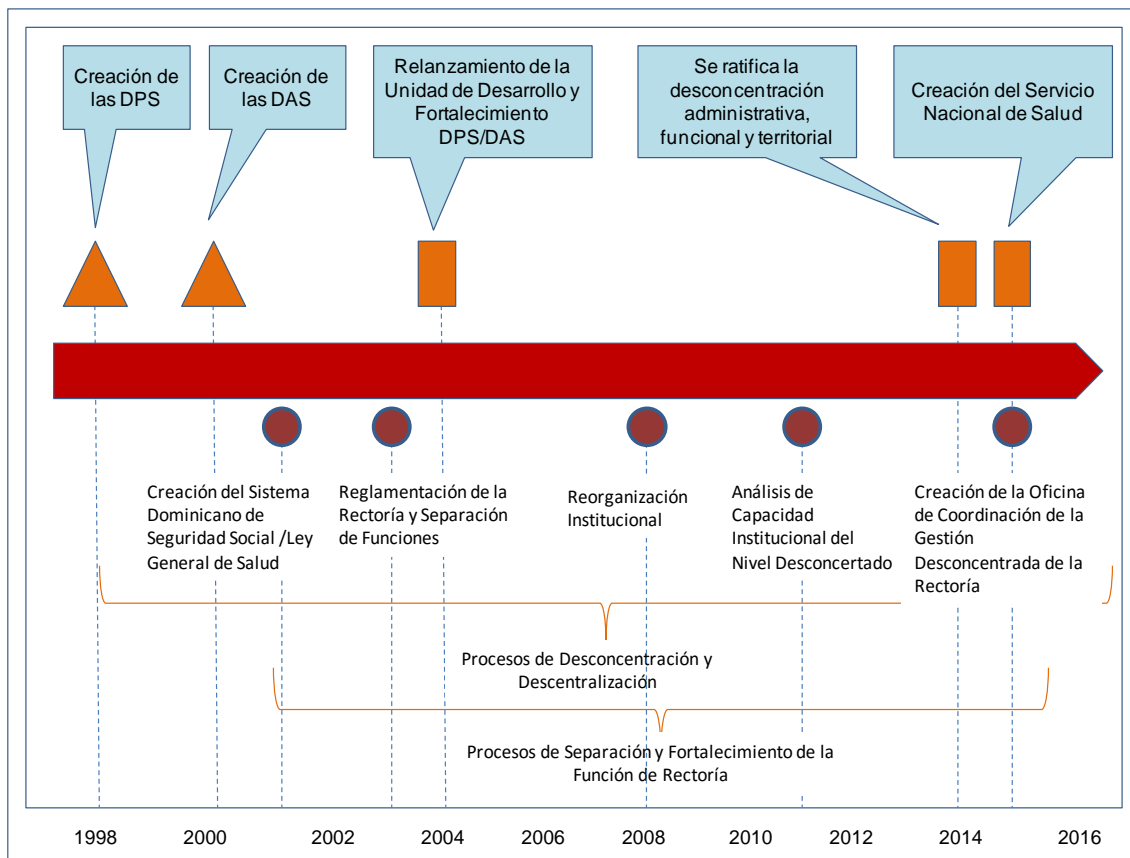 Creación de
las DPS
Creación de
las DAS
Relanzamiento de la
Unidad de Desarrollo y
Fortalecimiento
DPS/DAS
Se ratifica la
desconcentración
administrativa,
funcional y territorial
Creación del Servicio
Nacional de Salud
Creación del Sistema
Dominicano de
Seguridad Social /Ley
General de Salud
Reglamentación de la
Rectoría y Separación
de Funciones
Reorganización
Institucional
Análisis de
Capacidad
Institucional del
Nivel Desconcertado
Creación de la Oficina
de Coordinación de la
Gestión
Desconcentrada de la
Rectoría
Procesos de Desconcentración y
Descentralización
Procesos de Separación y Fortalecimiento de la
Función de Rectoría
1998 2000 2002 2004 2006 2008 2010 2012 2014 2016